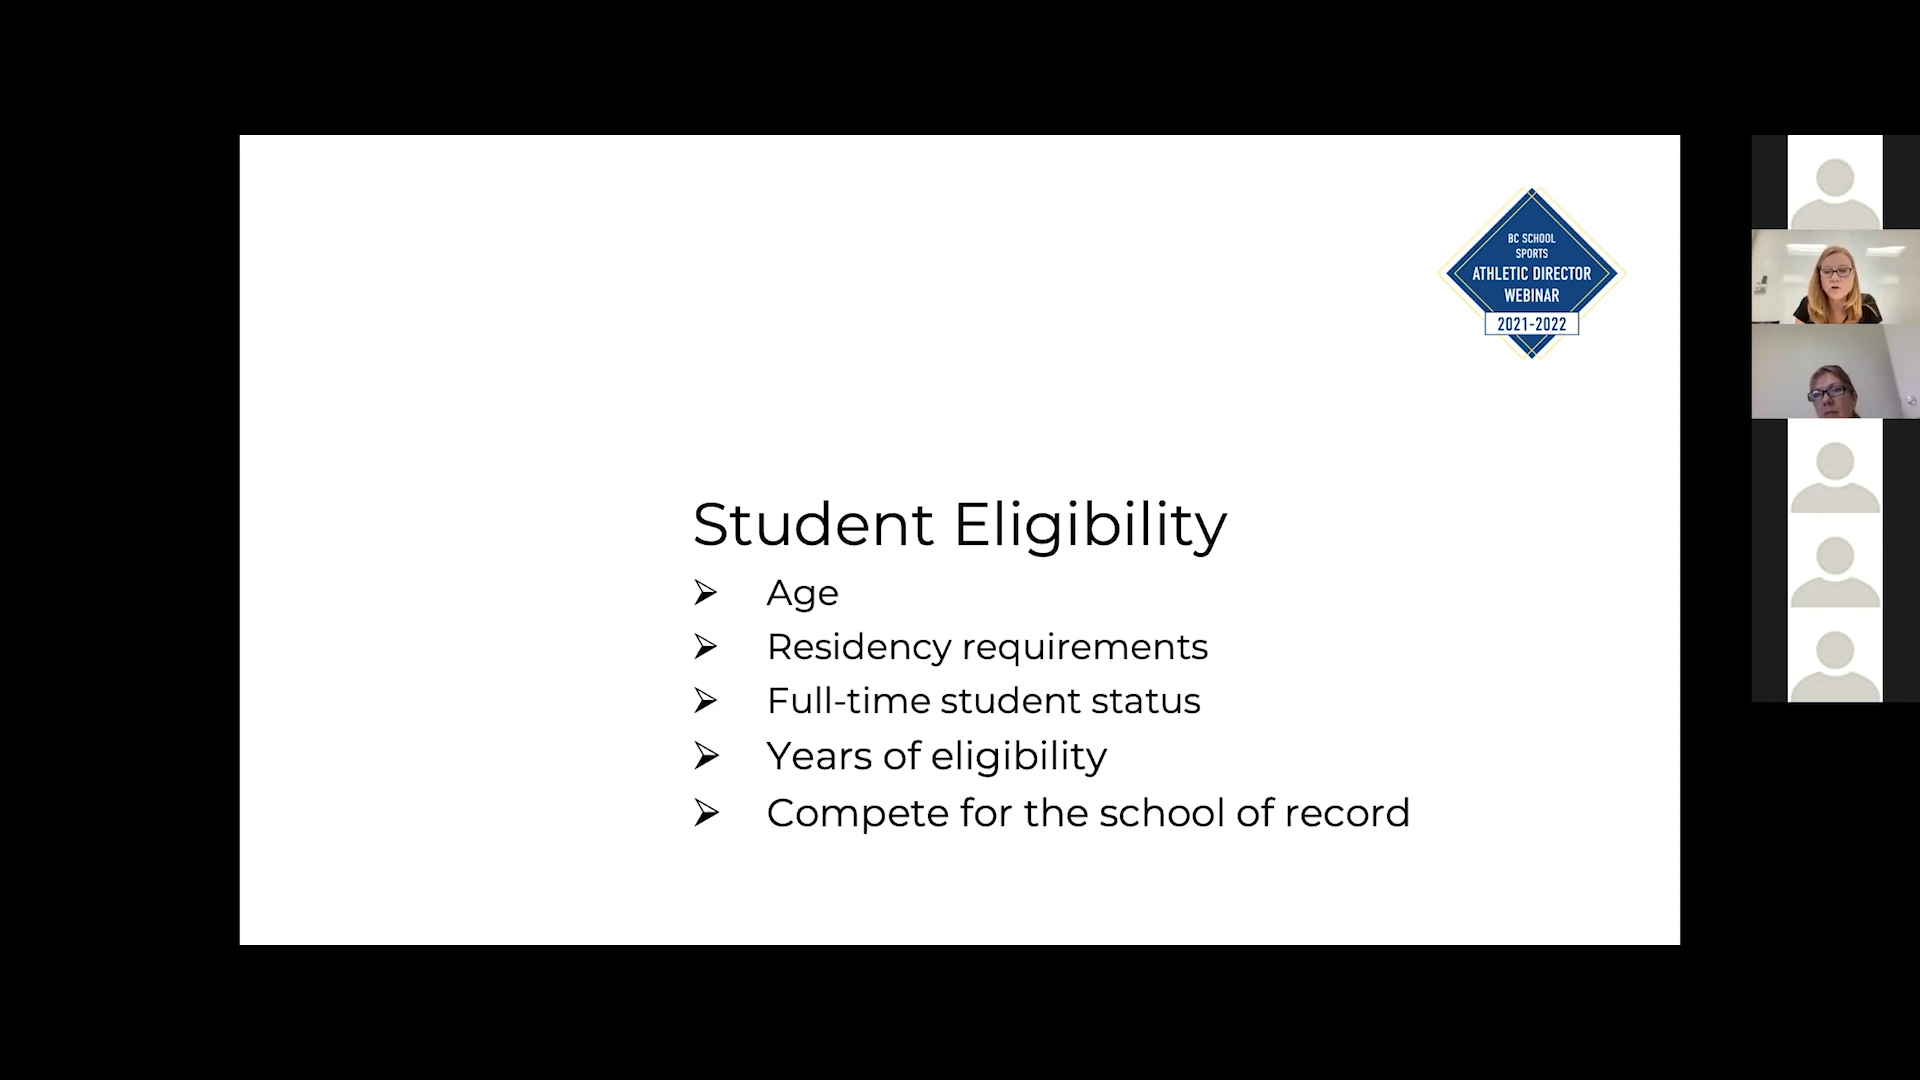 BC SCHOOL
SPORTS
ATHLETIC DIRECTOR
WEBINAR
2021-2022
Student Eligibility
Age
Residency requirements
Full-time student status
Years of eligibility
Compete for the school of record